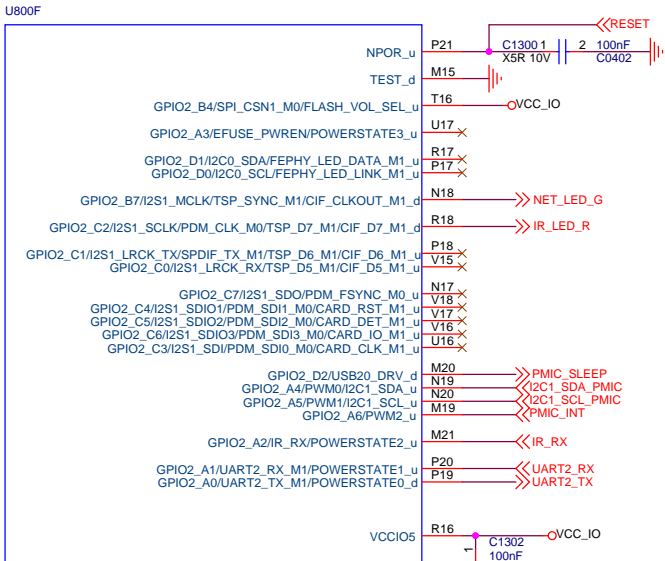 U800F
RESET
NPOR_u P21 C1300 1 2 100nF
X5R 10V C0402
TEST_d M15
GPIO2_B4/SPI_CSN1_M0/FLASH_VOL_SEL_u T16 VCC_IO
GPIO2_A3/EFUSE_PWREN/POWERSTATE3_u U17
GPIO2_D1/I2C0_SDA/FEPHY_LED_DATA_M1_u R17
GPIO2_D0/I2C0_SCL/FEPHY_LED_LINK_M1_u P17
GPIO2_B7/I2S1_MCLK/TSP_SYNC_M1/CIF_CLKOUT_M1_d N18 NET_LED_G
GPIO2_C2/I2S1_SCLK/PDM_CLK_M0/TSP_D7_M1/CIF_D7_M1_d R18 IR_LED_R
GPIO2_C1/I2S1_LRCK_TX/SPDIF_TX_M1/TSP_D6_M1/CIF_D6_M1_u P18
GPIO2_C0/I2S1_LRCK_RX/TSP_D5_M1/CIF_D5_M1_u V15
GPIO2_C7/I2S1_SDO/PDM_FSYNC_M0_u N17
GPIO2_C4/I2S1_SDIO1/PDM_SDI1_M0/CARD_RST_M1_u V18
GPIO2_C5/I2S1_SDIO2/PDM_SDI2_M0/CARD_DET_M1_u V17
GPIO2_C6/I2S1_SDIO3/PDM_SDI3_M0/CARD_IO_M1_u V16
GPIO2_C3/I2S1_SDI/PDM_SDI0_M0/CARD_CLK_M1_u U16
GPIO2_D2/USB20_DRV_d M20 PMIC_SLEEP
GPIO2_A4/PWM0/I2C1_SDA_u N19 I2C1_SDA_PMIC
GPIO2_A5/PWM1/I2C1_SCL_u N20 I2C1_SCL_PMIC
GPIO2_A6/PWM2_u M19 PMIC_INT
GPIO2_A2/IR_RX/POWERSTATE2_u M21 IR_RX
GPIO2_A1/UART2_RX_M1/POWERSTATE1_u P20 UART2_RX
GPIO2_A0/UART2_TX_M1/POWERSTATE0_d P19 UART2_TX
VCCIO5 R16 VCC_IO
1 C1302
100nF